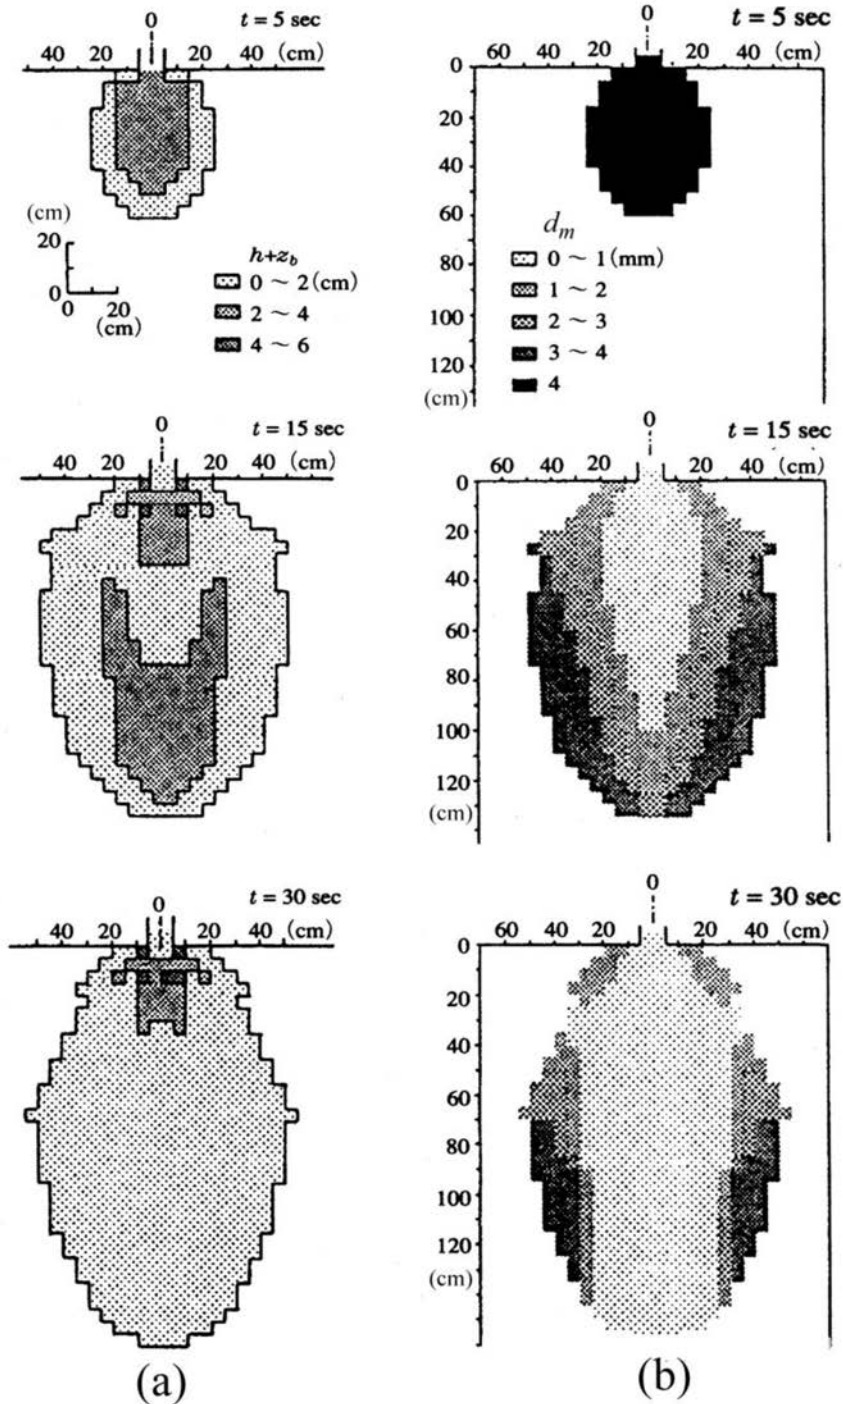 0
t = 5 sec
40 20 20 40 (cm)
(cm)
20
0
0 20
(cm)
h+z_b
0 ~ 2 (cm)
2 ~ 4
4 ~ 6
0
t = 5 sec
60 40 20 20 40 (cm)
0
20
40
60
80
100
120
(cm)
d_m
0 ~ 1 (mm)
1 ~ 2
2 ~ 3
3 ~ 4
4
0
t = 15 sec
40 20 20 40 (cm)
0
t = 15 sec
60 40 20 20 40 (cm)
0
20
40
60
80
100
120
(cm)
0
t = 30 sec
40 20 20 40 (cm)
0
t = 30 sec
60 40 20 20 40 (cm)
0
20
40
60
80
100
120
(cm)
(a)
(b)